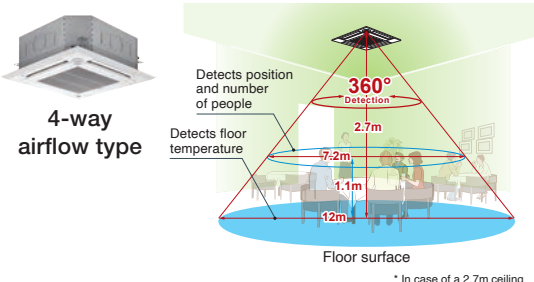 4-way
airflow type
Detects position
and number
of people
Detects floor
temperature
360°
Detection
2.7m
7.2m
1.1m
12m
Floor surface
* In case of a 2.7m ceiling